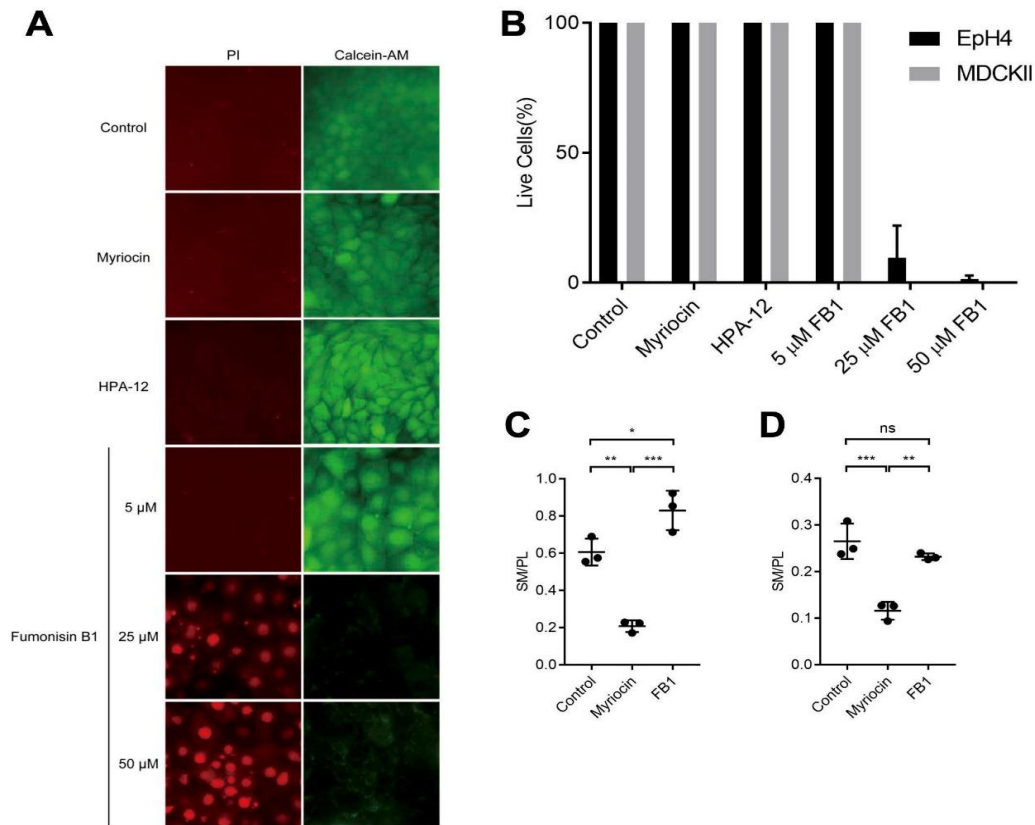 A
PI
Calcein-AM
Control
Myriocin
HPA-12
Fumonisin B1
5 μM
25 μM
50 μM
B
Live Cells(%)
100
50
0
EpH4
MDCKII
Control
Myriocin
HPA-12
5 μM FB1
25 μM FB1
50 μM FB1
C
*
** ***
SM/PL
1.0
0.8
0.6
0.4
0.2
0.0
Control
Myriocin
FB1
D
ns
*** **
SM/PL
0.4
0.3
0.2
0.1
0.0
Control
Myriocin
FB1